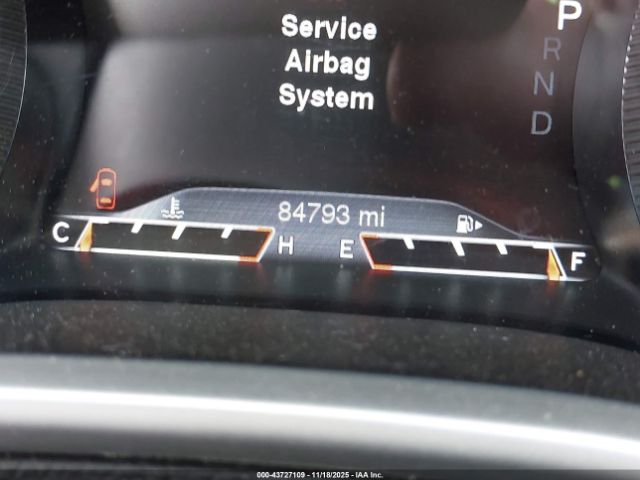 Service
Airbag
System
P
R
N
D
84793 mi
C
H
E
F
000-43727109 - 11/18/2025 - IAA Inc.